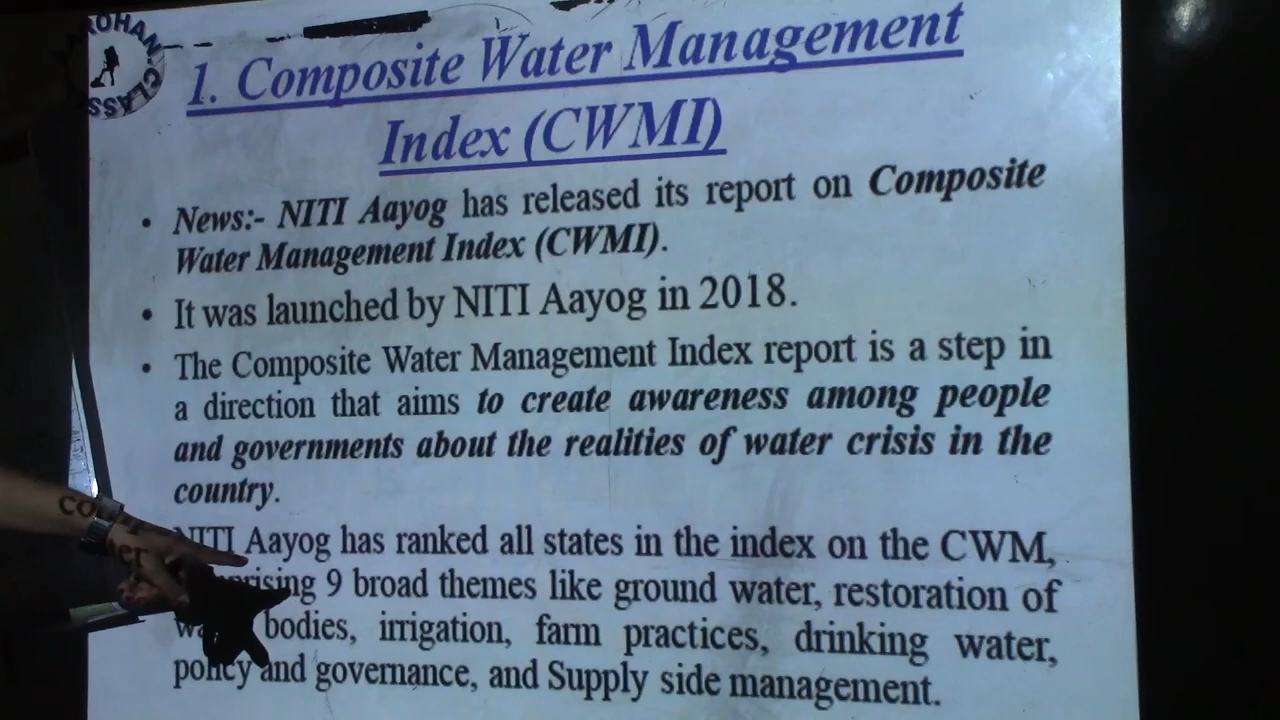 1. Composite Water Management
Index (CWMI)
• News:- NITI Aayog has released its report on Composite
Water Management Index (CWMI).
• It was launched by NITI Aayog in 2018.
• The Composite Water Management Index report is a step in
a direction that aims to create awareness among people
and governments about the realities of water crisis in the
country.
NITI Aayog has ranked all states in the index on the CWM,
9 broad themes like ground water, restoration of
bodies, irrigation, farm practices, drinking water,
policy and governance, and Supply side management.